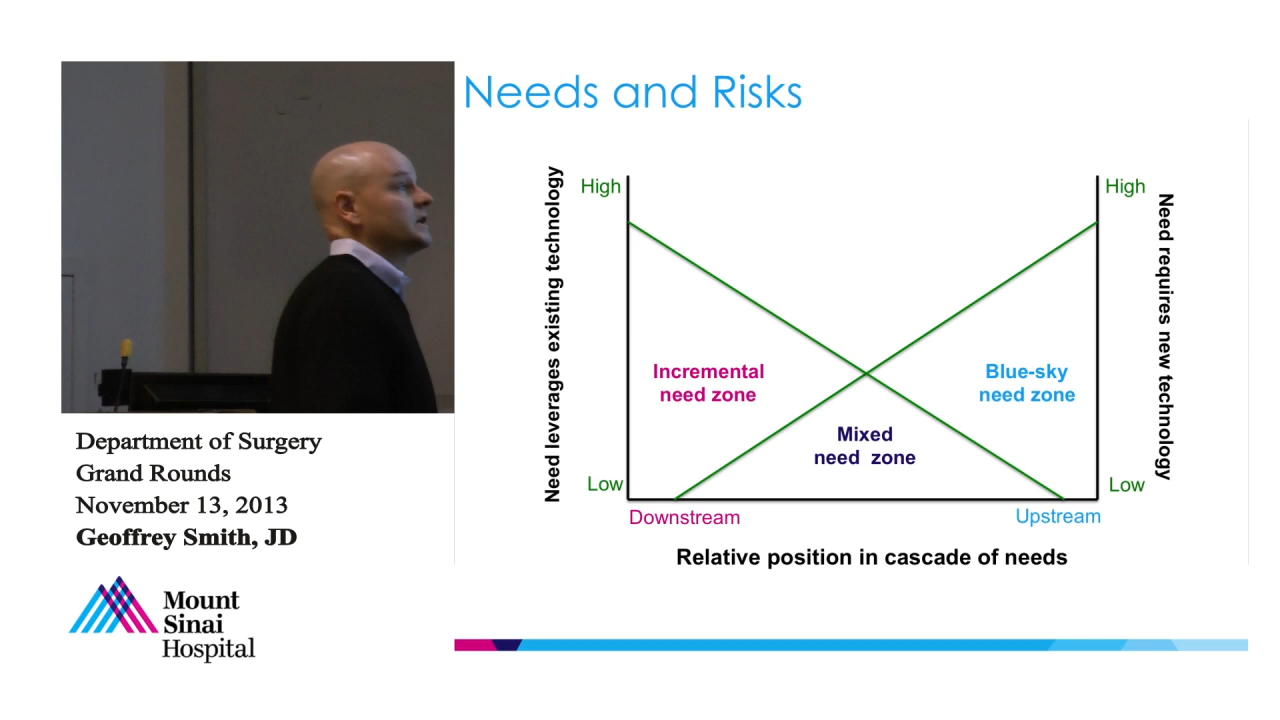 Needs and Risks
High
High
Need leverages existing technology
Need requires new technology
Incremental
need zone
Blue-sky
need zone
Mixed
need zone
Low
Low
Downstream
Upstream
Relative position in cascade of needs
Department of Surgery
Grand Rounds
November 13, 2013
Geoffrey Smith, JD
Mount
Sinai
Hospital